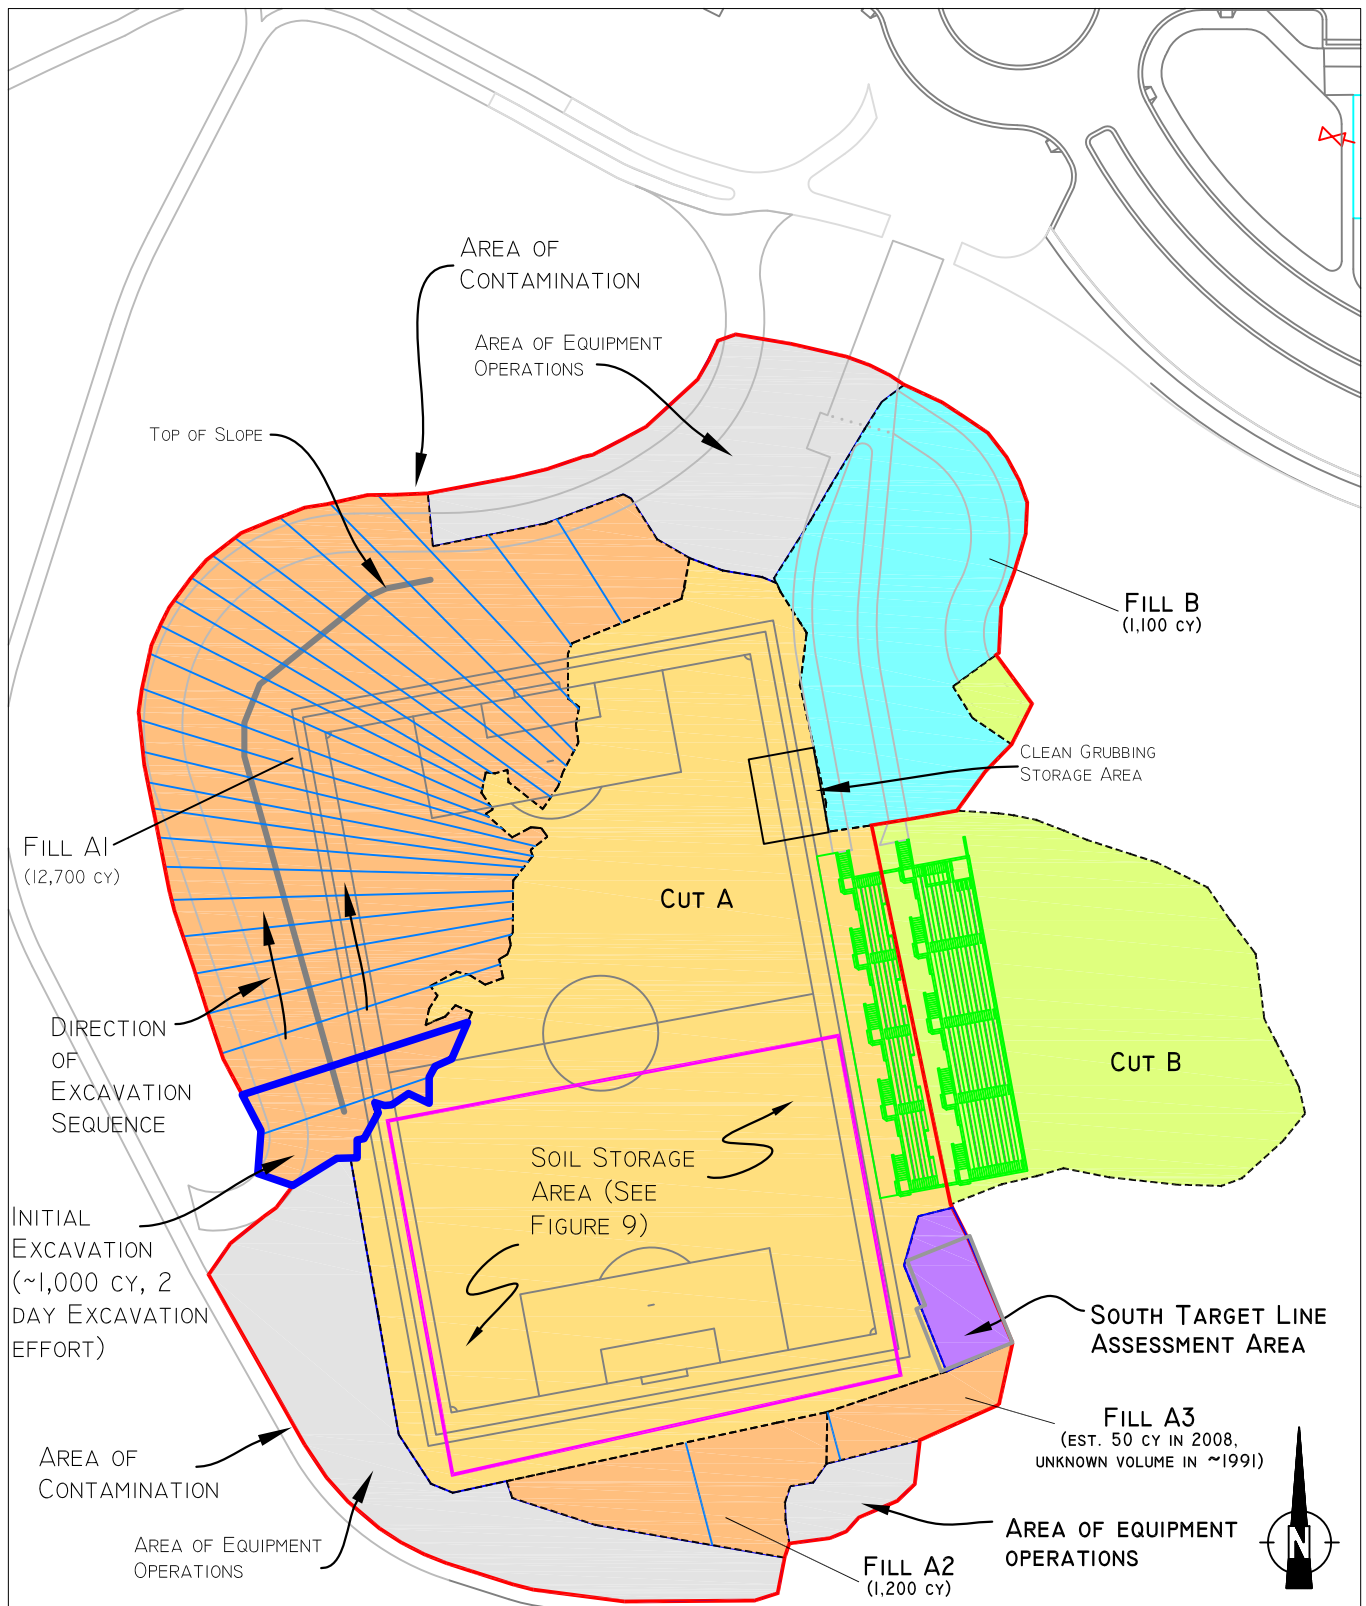 AREA OF
CONTAMINATION
AREA OF EQUIPMENT
OPERATIONS
TOP OF SLOPE
FILL B
(1,100 CY)
CLEAN GRUBBING
STORAGE AREA
FILL A1
(12,700 CY)
CUT A
DIRECTION
OF
EXCAVATION
SEQUENCE
CUT B
SOIL STORAGE
AREA (SEE
FIGURE 9)
INITIAL
EXCAVATION
(~1,000 CY, 2
DAY EXCAVATION
EFFORT)
SOUTH TARGET LINE
ASSESSMENT AREA
FILL A3
(EST. 50 CY IN 2008,
UNKNOWN VOLUME IN ~1991)
AREA OF
CONTAMINATION
AREA OF EQUIPMENT
OPERATIONS
AREA OF EQUIPMENT
OPERATIONS
FILL A2
(1,200 CY)
N